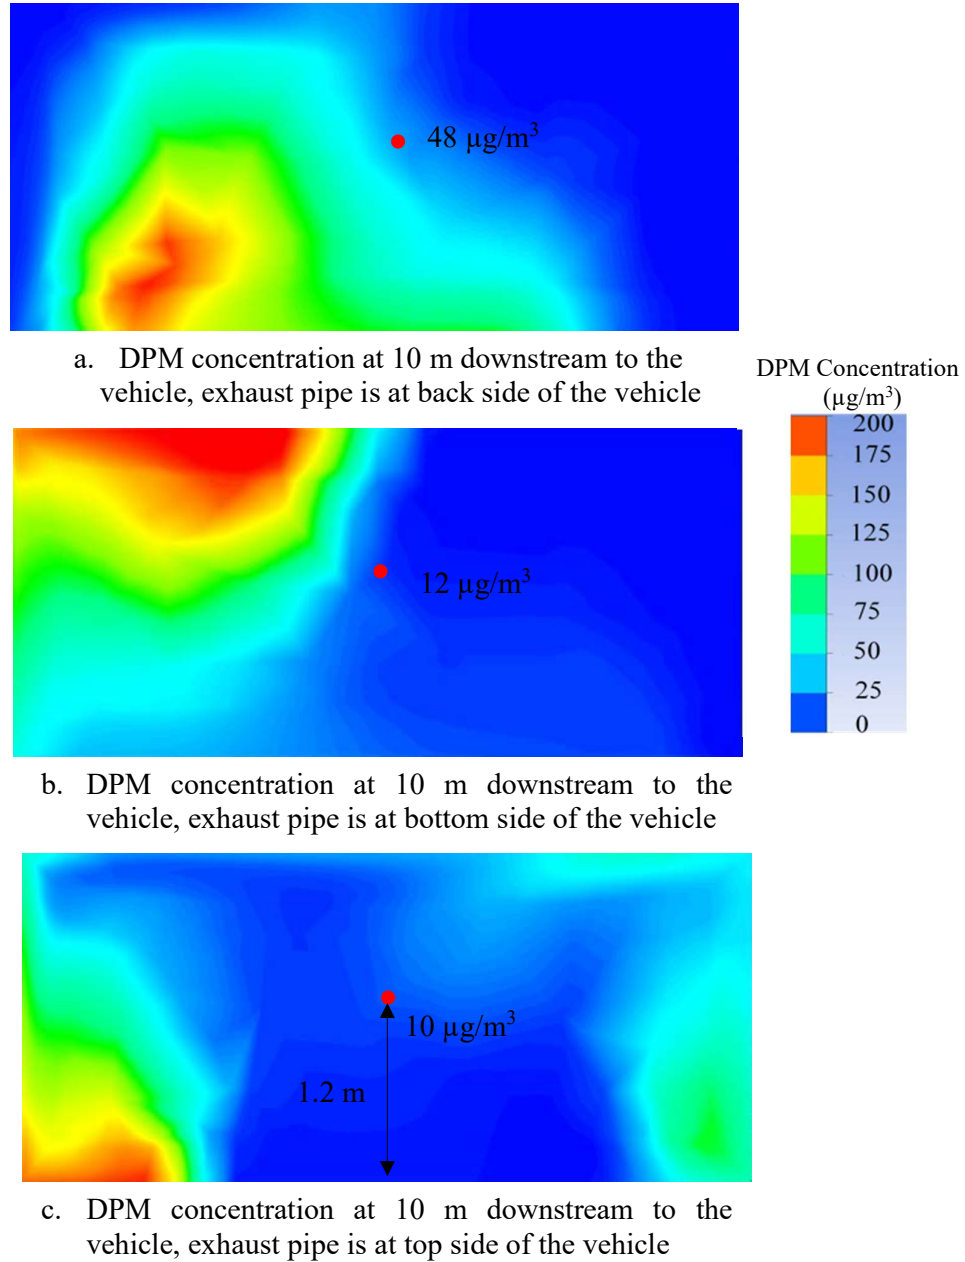 48 µg/m³
a. DPM concentration at 10 m downstream to the
vehicle, exhaust pipe is at back side of the vehicle
DPM Concentration
(µg/m³)
200
175
150
125
100
75
50
25
0
12 µg/m³
b. DPM concentration at 10 m downstream to the
vehicle, exhaust pipe is at bottom side of the vehicle
10 µg/m³
1.2 m
c. DPM concentration at 10 m downstream to the
vehicle, exhaust pipe is at top side of the vehicle